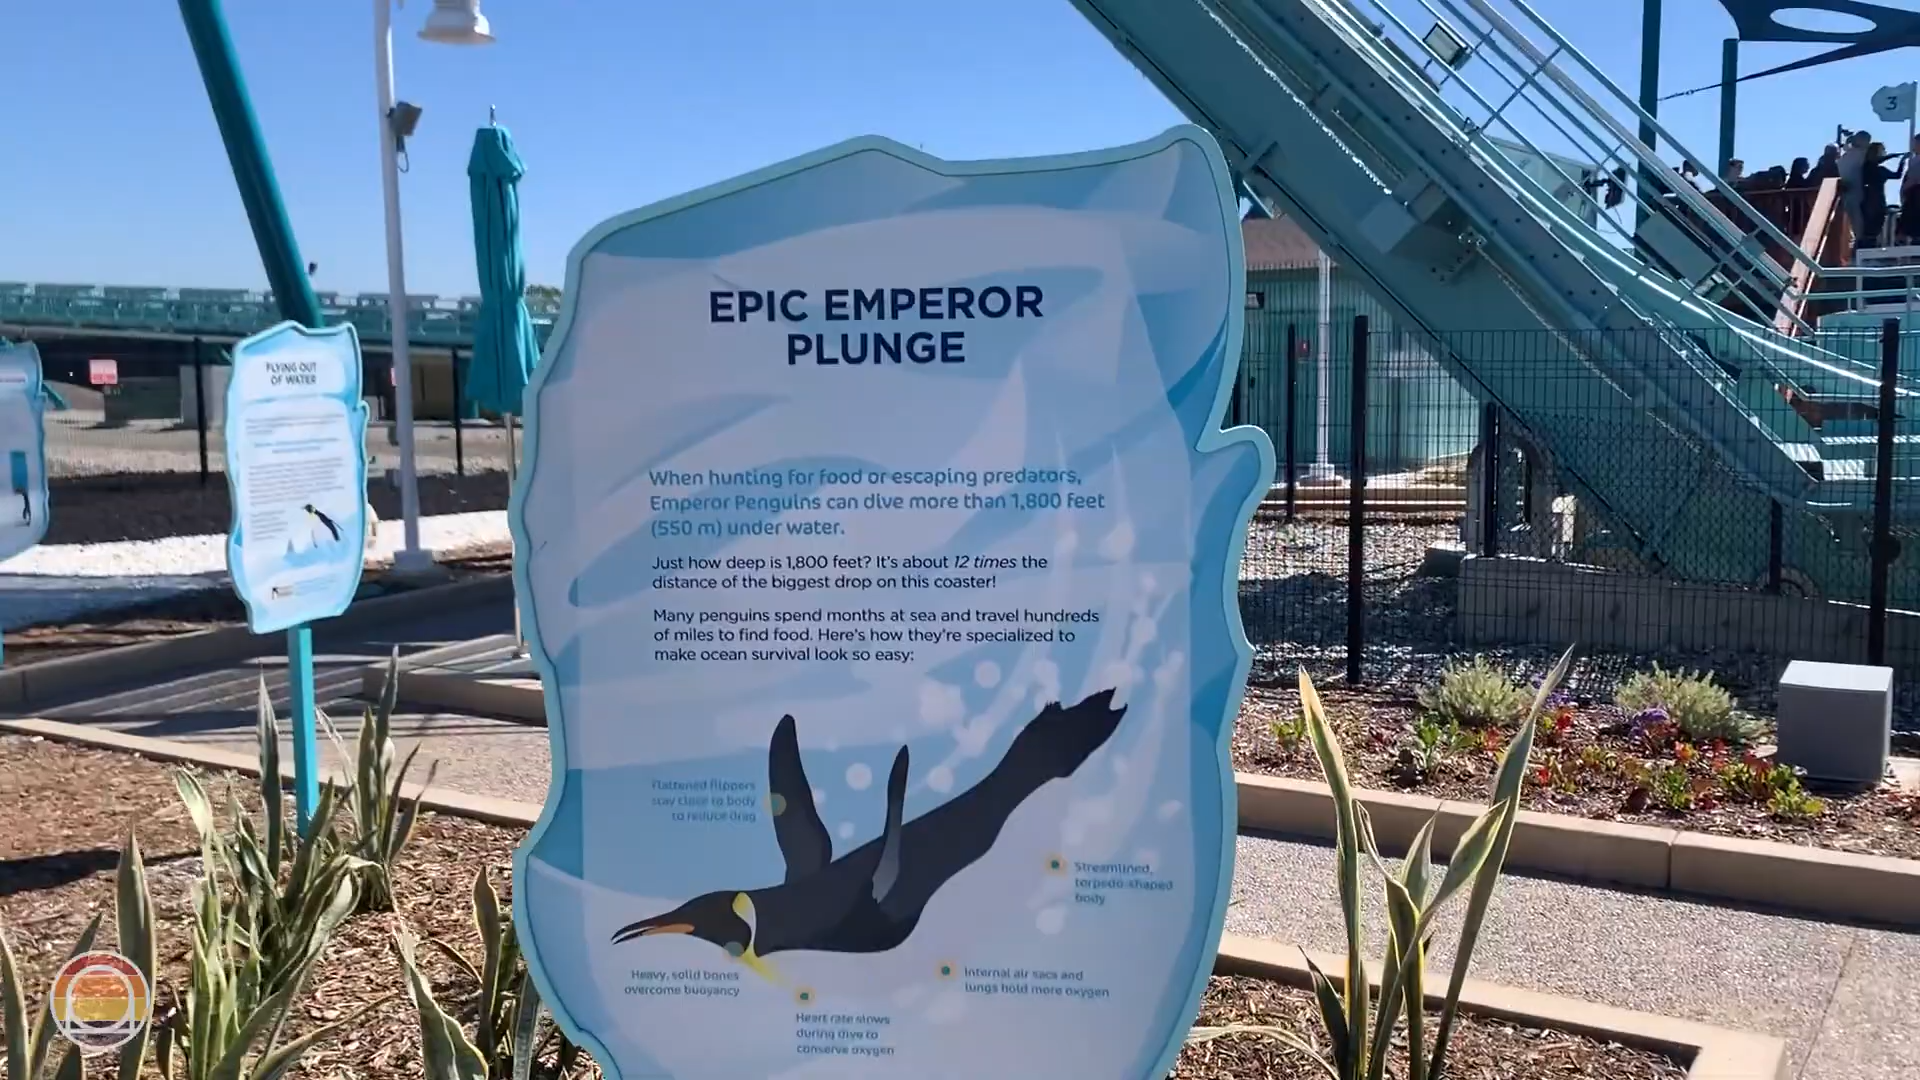 EPIC EMPEROR
PLUNGE
When hunting for food or escaping predators,
Emperor Penguins can dive more than 1,800 feet
(550 m) under water.
Just how deep is 1,800 feet? It's about 12 times the
distance of the biggest drop on this coaster!
Many penguins spend months at sea and travel hundreds
of miles to find food. Here's how they're specialized to
make ocean survival look so easy:
Flattened flippers
stay close to body
to reduce drag
Streamlined,
torpedo-shaped
body
Heavy, solid bones
overcome buoyancy
Internal air sacs and
lungs hold more oxygen
Heart rate slows
during dive to
conserve oxygen
FLYING OUT
OF WATER
3